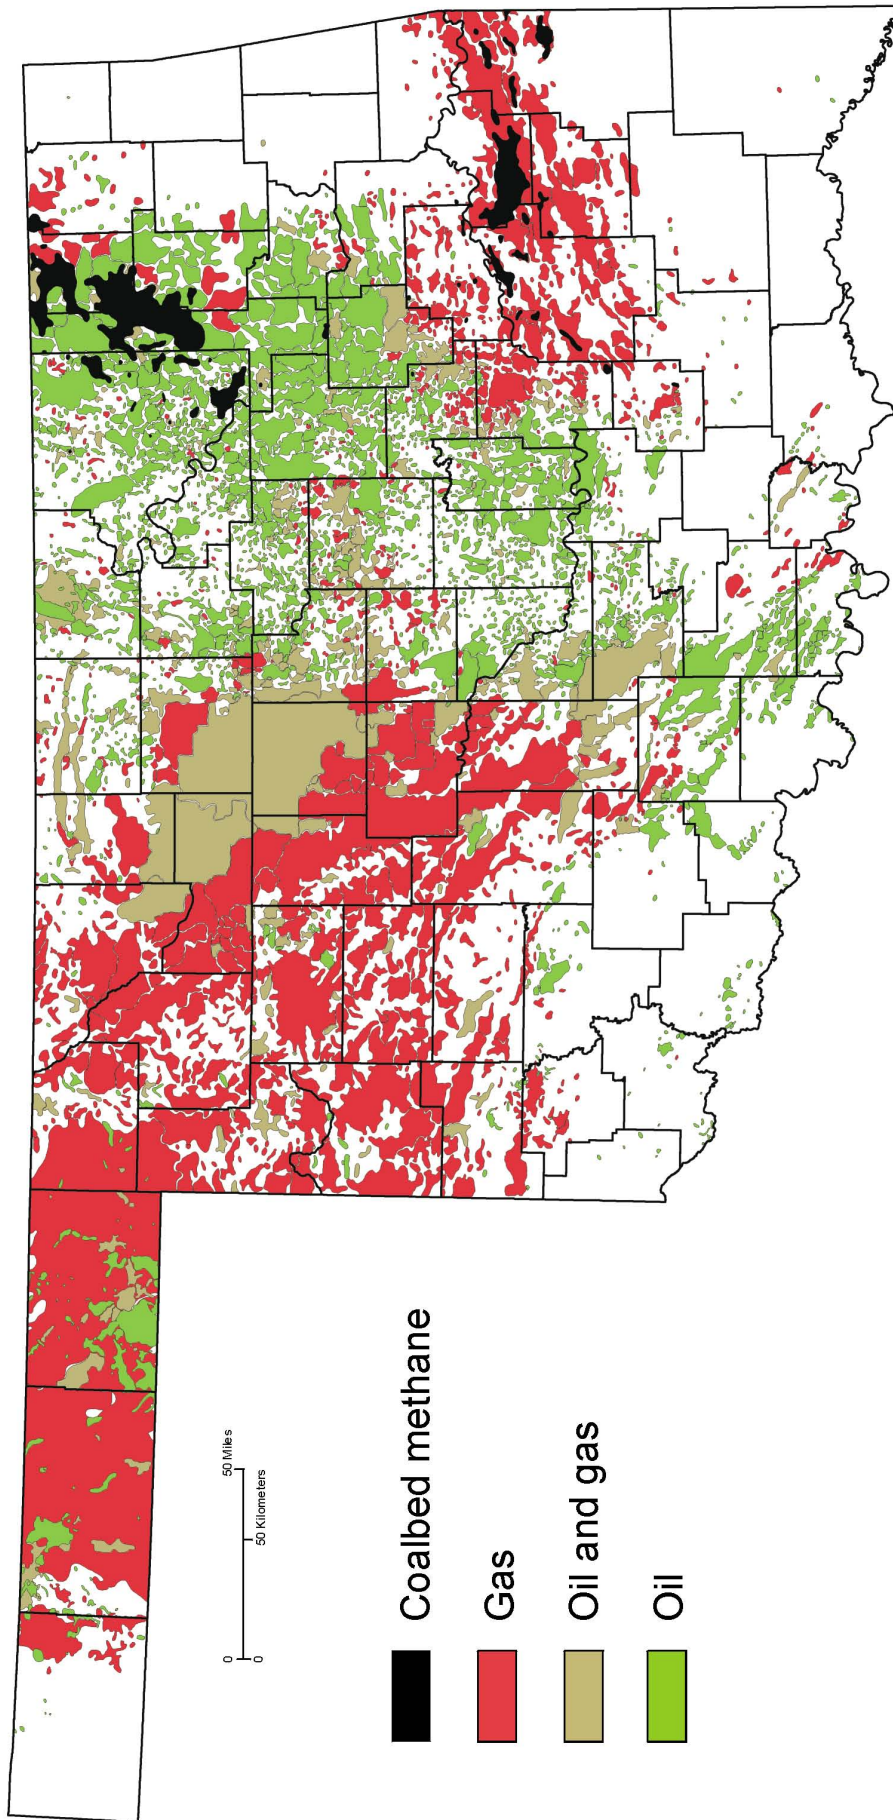 0 50 Miles
0 50 Kilometers
Coalbed methane
Gas
Oil and gas
Oil